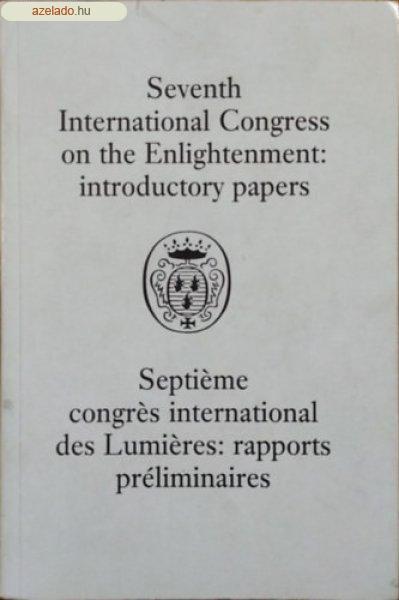 azelado.hu
Seventh
International Congress
on the Enlightenment:
introductory papers
Septième
congrès international
des Lumières: rapports
préliminaires